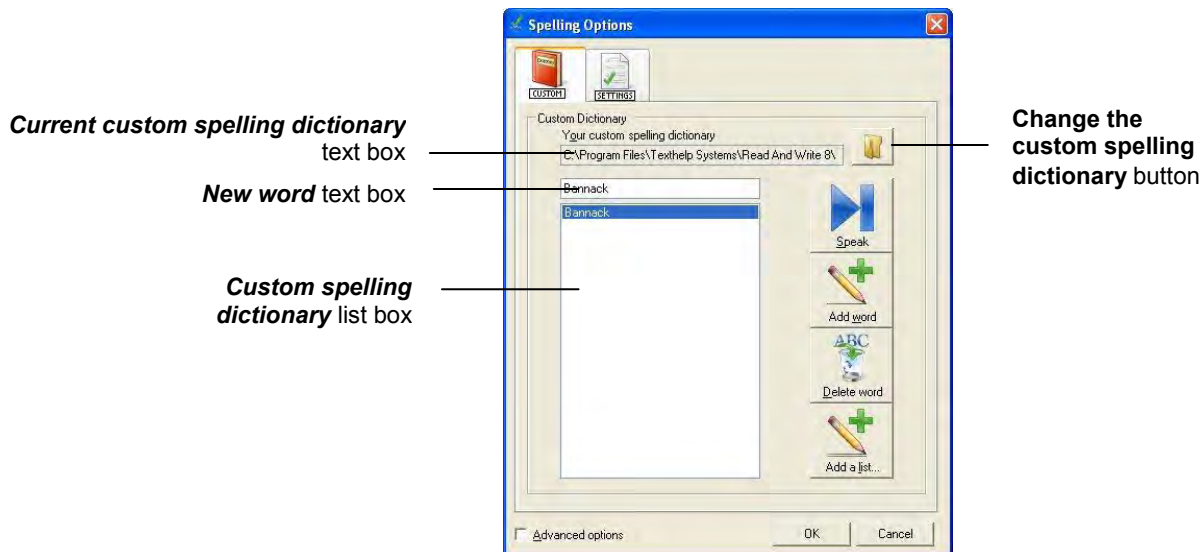 Spelling Options
CUSTOM
SETTINGS
Custom Dictionary
Your custom spelling dictionary
C:\Program Files\Texthelp Systems\Read And Write 8\
Bannack
Bannack
Speak
Add word
Delete word
Add a list...
Advanced options
OK
Cancel
Current custom spelling dictionary
text box
New word text box
Custom spelling
dictionary list box
Change the
custom spelling
dictionary button
ABC